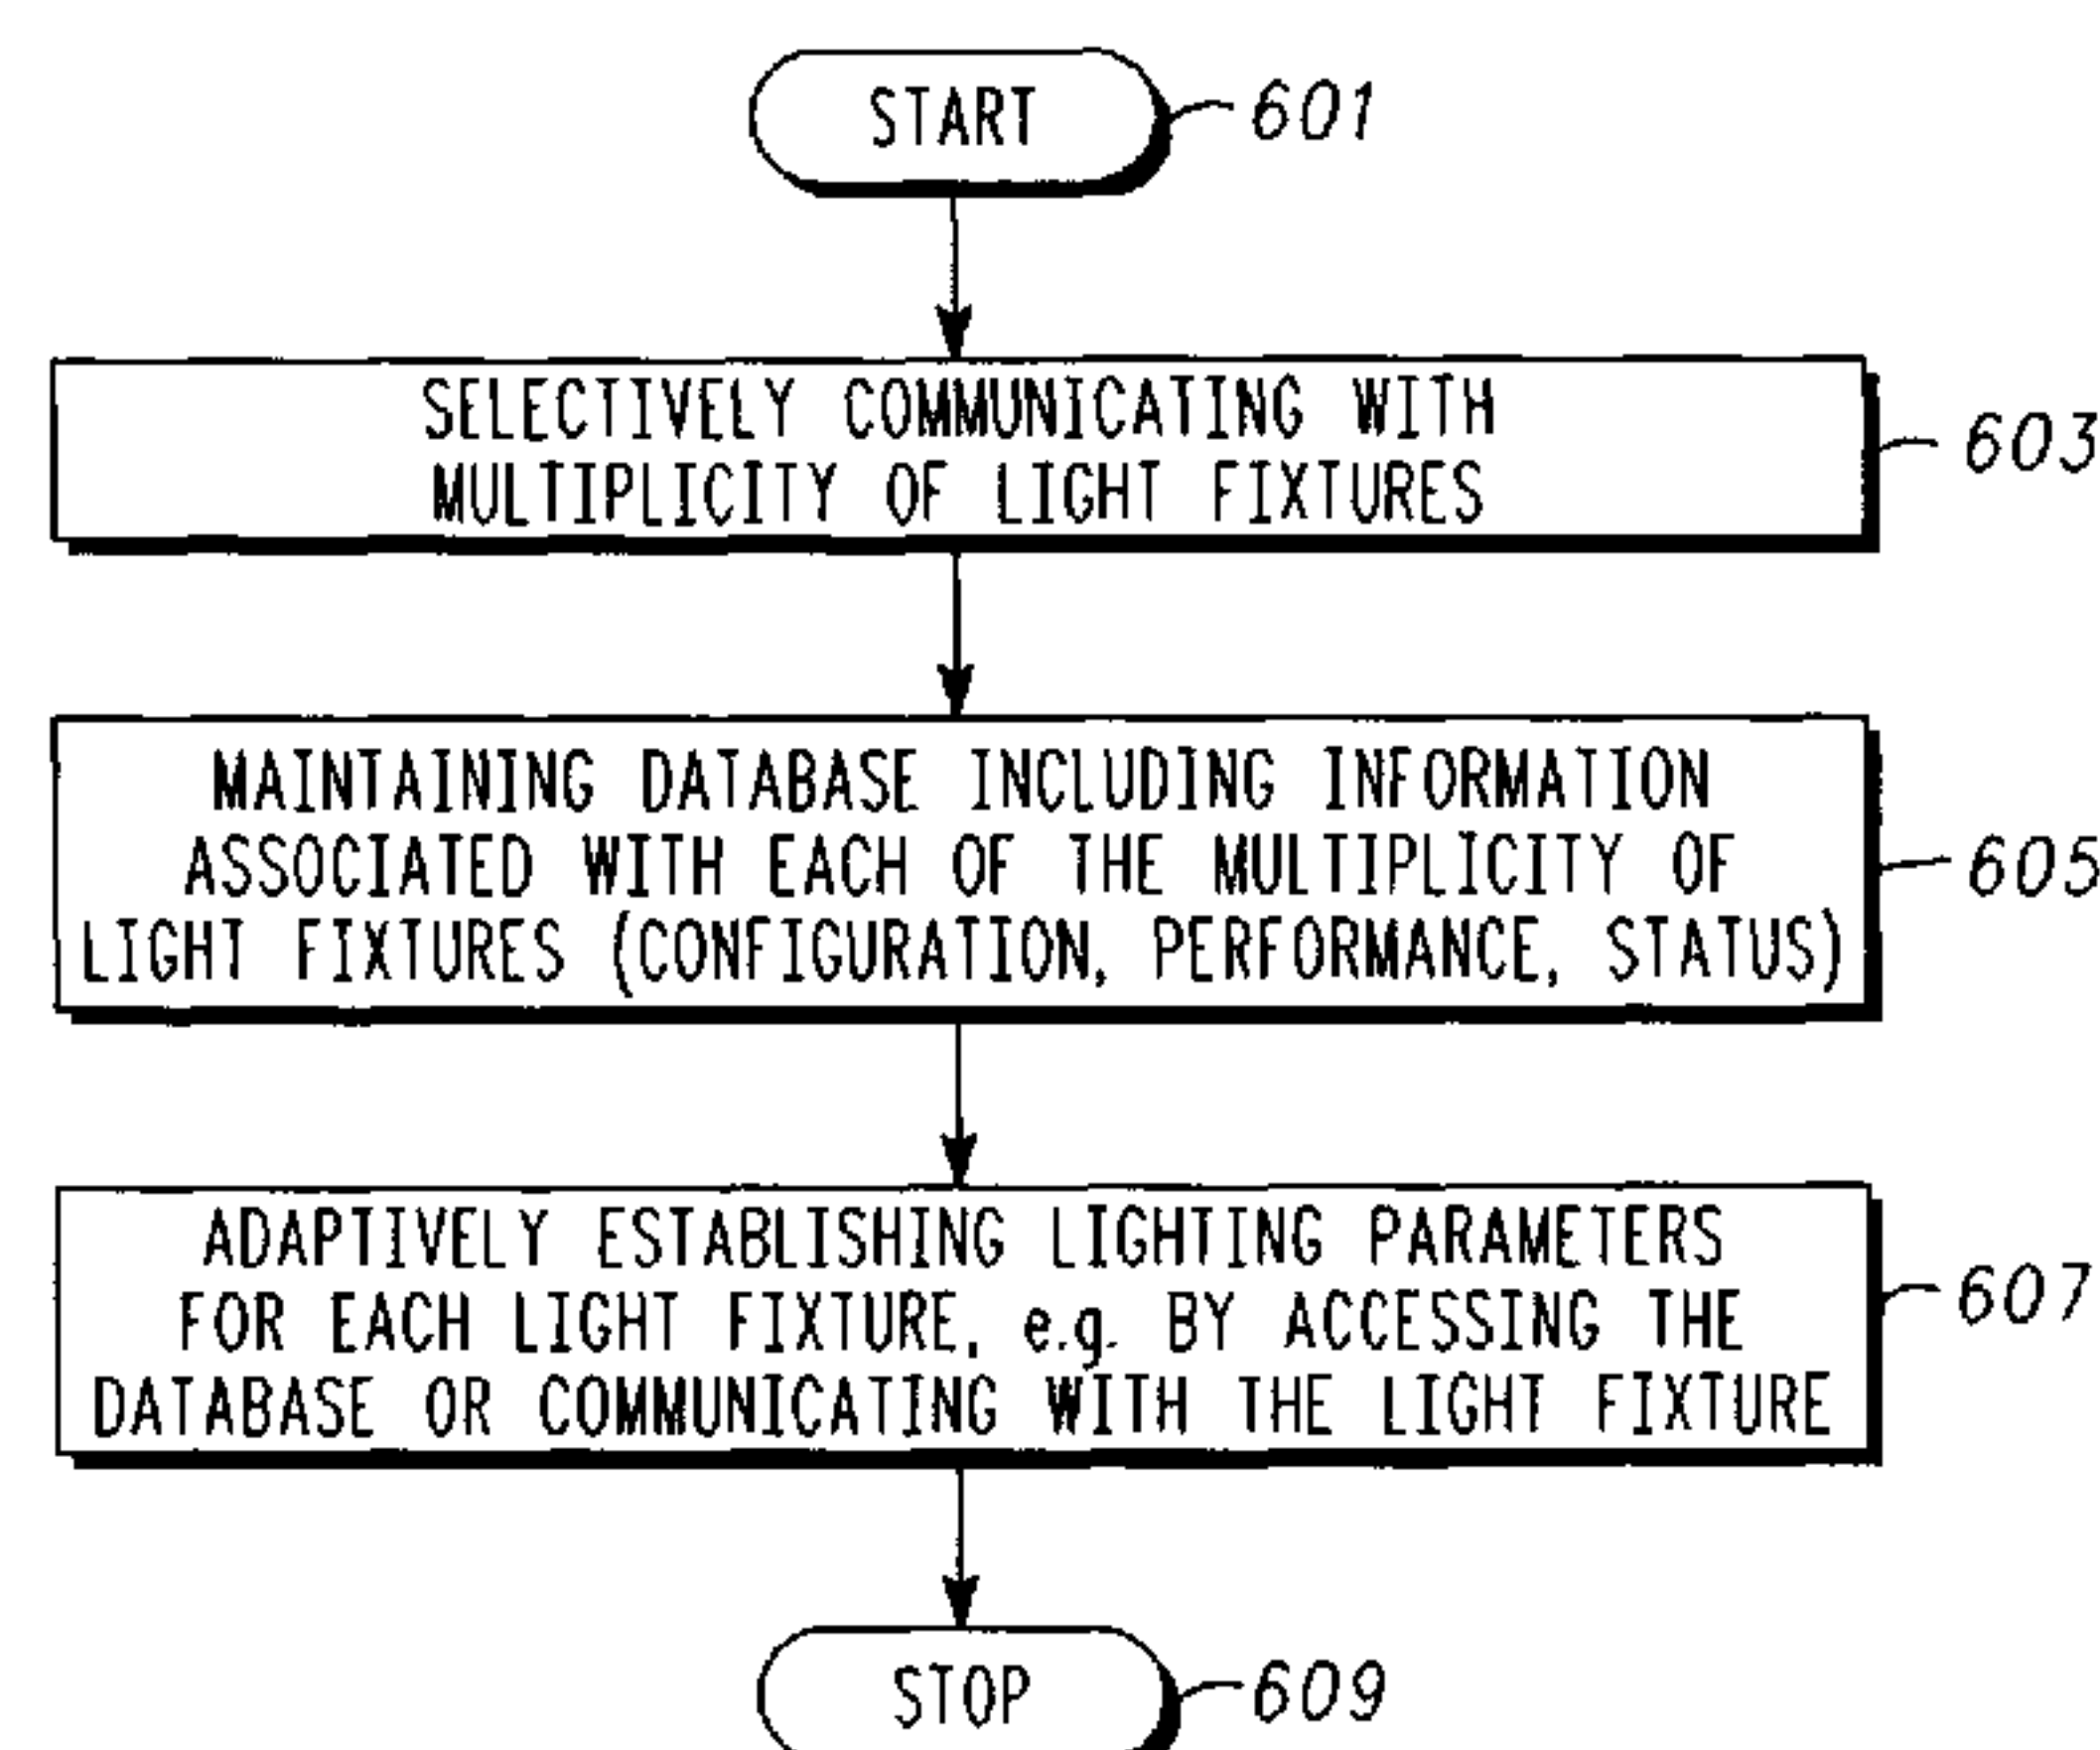 START
601
SELECTIVELY COMMUNICATING WITH
MULTIPLICITY OF LIGHT FIXTURES
603
MAINTAINING DATABASE INCLUDING INFORMATION
ASSOCIATED WITH EACH OF THE MULTIPLICITY OF
LIGHT FIXTURES (CONFIGURATION, PERFORMANCE, STATUS)
605
ADAPTIVELY ESTABLISHING LIGHTING PARAMETERS
FOR EACH LIGHT FIXTURE, e.g. BY ACCESSING THE
DATABASE OR COMMUNICATING WITH THE LIGHT FIXTURE
607
STOP
609